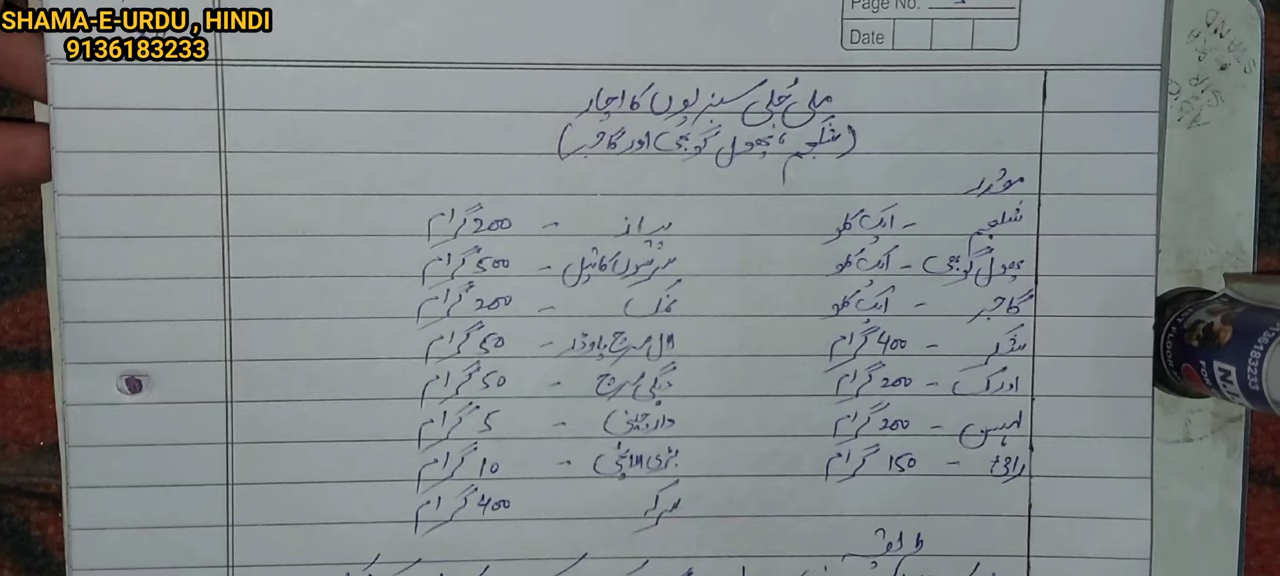 SHAMA-E-URDU , HINDI
9136183233
Page No.
Date
ملی جلی سبزیوں کا اچار
(شلجم، پھول گوبھی اور گاجر)
شلجم - ایک کلو پیاز - 200 گرام
پھول گوبھی - ایک کلو سرسوں کا تیل - 500 گرام
گاجر - ایک کلو نمک - 200 گرام
شکر - 400 گرام لال مرچ پاوڈر - 50 گرام
ادرک - 200 گرام دیگی مرچ - 50 گرام
لہسن - 200 گرام دار چینی - 5 گرام
رائی - 150 گرام بڑی الائچی - 10 گرام
سرکہ 400 گرام
طریقہ